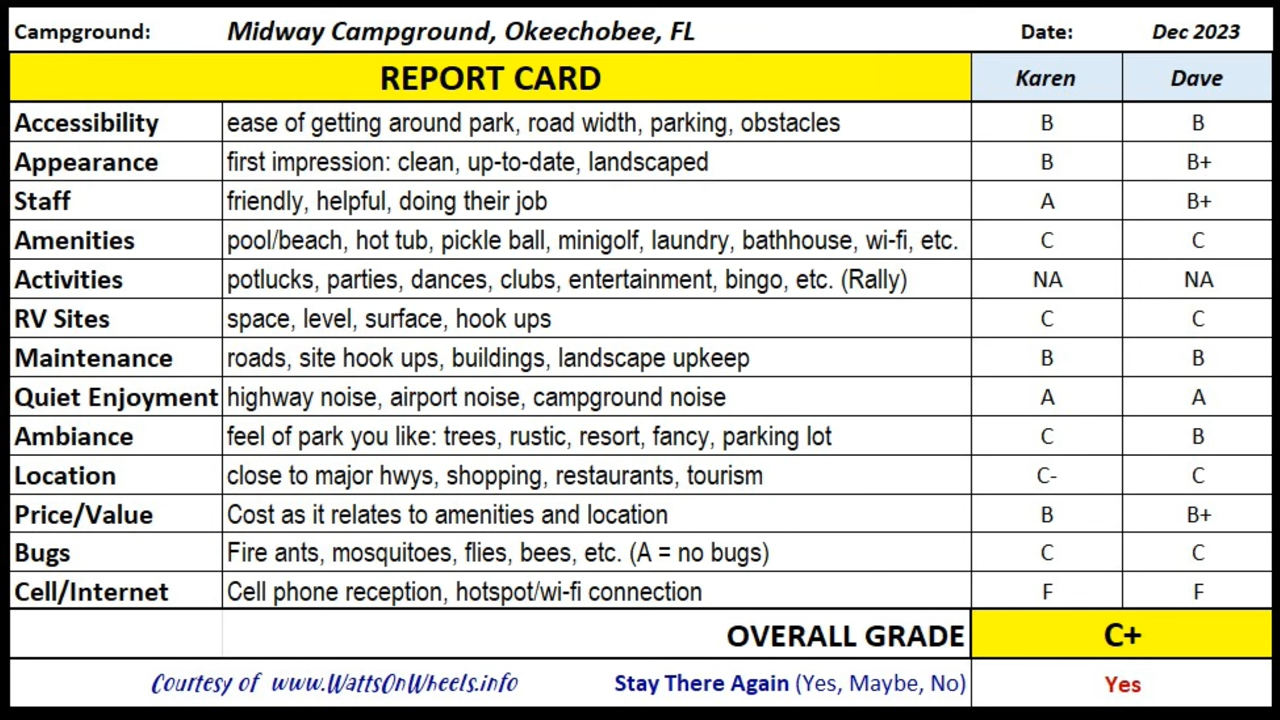 Campground: Midway Campground, Okeechobee, FL Date: Dec 2023
REPORT CARD Karen Dave
Accessibility ease of getting around park, road width, parking, obstacles B B
Appearance first impression: clean, up-to-date, landscaped B B+
Staff friendly, helpful, doing their job A B+
Amenities pool/beach, hot tub, pickle ball, minigolf, laundry, bathhouse, wi-fi, etc. C C
Activities potlucks, parties, dances, clubs, entertainment, bingo, etc. (Rally) NA NA
RV Sites space, level, surface, hook ups C C
Maintenance roads, site hook ups, buildings, landscape upkeep B B
Quiet Enjoyment highway noise, airport noise, campground noise A A
Ambiance feel of park you like: trees, rustic, resort, fancy, parking lot C B
Location close to major hwys, shopping, restaurants, tourism C- C
Price/Value Cost as it relates to amenities and location B B+
Bugs Fire ants, mosquitoes, flies, bees, etc. (A = no bugs) C C
Cell/Internet Cell phone reception, hotspot/wi-fi connection F F
OVERALL GRADE C+
Courtesy of www.WattsOnWheels.info Stay There Again (Yes, Maybe, No) Yes